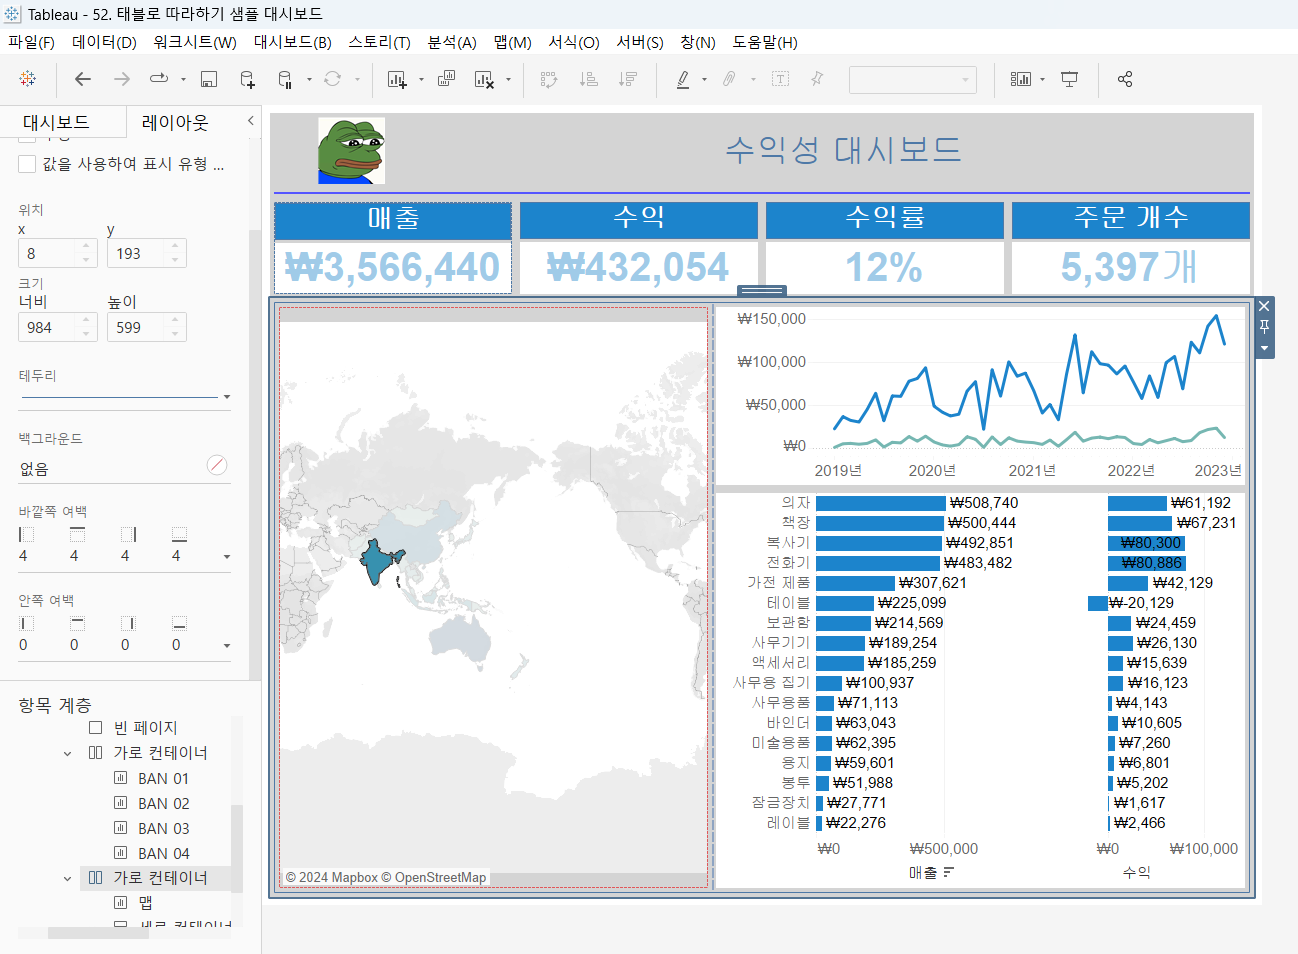 Tableau - 52. 태블로 따라하기 샘플 대시보드
파일(F) 데이터(D) 워크시트(W) 대시보드(B) 스토리(T) 분석(A) 맵(M) 서식(O) 서버(S) 창(N) 도움말(H)
대시보드 레이아웃
값을 사용하여 표시 유형 ...
위치
x y
8 193
크기
너비 높이
984 599
테두리
백그라운드
없음
바깥쪽 여백
4 4 4 4
안쪽 여백
0 0 0 0
항목 계층
빈 페이지
가로 컨테이너
BAN 01
BAN 02
BAN 03
BAN 04
가로 컨테이너
맵
세로 컨테이너
수익성 대시보드
매출 수익 수익률 주문 개수
₩3,566,440 ₩432,054 12% 5,397개
© 2024 Mapbox © OpenStreetMap
₩150,000
₩100,000
₩50,000
₩0
2019년 2020년 2021년 2022년 2023년
의자 ₩508,740 ₩61,192
책장 ₩500,444 ₩67,231
복사기 ₩492,851 ₩80,300
전화기 ₩483,482 ₩80,886
가전 제품 ₩307,621 ₩42,129
테이블 ₩225,099 ₩-20,129
보관함 ₩214,569 ₩24,459
사무기기 ₩189,254 ₩26,130
액세서리 ₩185,259 ₩15,639
사무용 집기 ₩100,937 ₩16,123
사무용품 ₩71,113 ₩4,143
바인더 ₩63,043 ₩10,605
미술용품 ₩62,395 ₩7,260
용지 ₩59,601 ₩6,801
봉투 ₩51,988 ₩5,202
잠금장치 ₩27,771 ₩1,617
레이블 ₩22,276 ₩2,466
₩0 ₩500,000 ₩0 ₩100,000
매출 수익